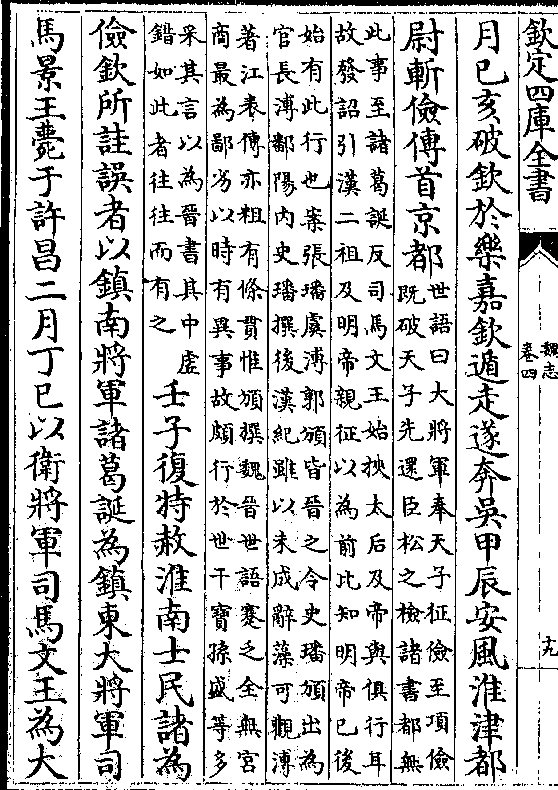 欽定四庫全書
魏志
卷四
十九
月己亥破欽於樂嘉欽遁走遂奔吳甲辰安風淮津都
尉斬儉傳首京都
世語曰大將軍奉天子征儉至項儉
既破天子先還臣松之檢諸書都無
此事至諸葛誕反司馬文王始挾太后及帝與俱行耳
故發詔引漢二祖及明帝親征以為前比知明帝已後
始有此行也案張璠虞溥郭頒皆晉之令史璠頒出為
官長溥鄱陽內史璠撰後漢紀雖似未成辭藻可觀溥
著江表傳亦粗有條貫惟頒撰魏晉世語蹇乏全無宮
商最為鄙劣以時有異事故頗行於世干寶孫盛等多
采其言以為晉書其中虛
錯如此者往往而有之
壬子復特赦淮南士民諸為
儉欽所詿誤者以鎮南將軍諸葛誕為鎮東大將軍司
馬景王薨于許昌二月丁巳以衛將軍司馬文王為大